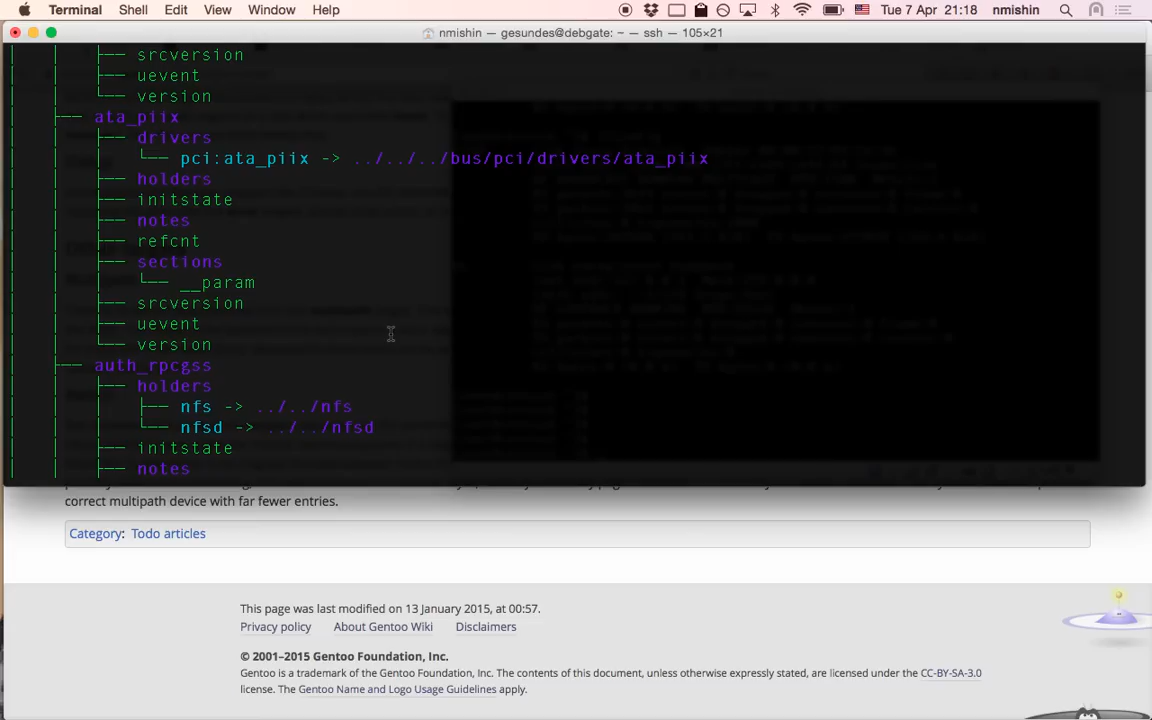 Terminal Shell Edit View Window Help Tue 7 Apr 21:18 nmishin
nmishin — gesundes@debgate: ~ — ssh — 105×21
│ │ ├── srcversion
│ │ ├── uevent
│ │ └── version
│ ├── ata_piix
│ │ ├── drivers
│ │ │ └── pci:ata_piix -> ../../../bus/pci/drivers/ata_piix
│ │ ├── holders
│ │ ├── initstate
│ │ ├── notes
│ │ ├── refcnt
│ │ ├── sections
│ │ │ └── __param
│ │ ├── srcversion
│ │ ├── uevent
│ │ └── version
│ ├── auth_rpcgss
│ │ ├── holders
│ │ │ ├── nfs -> ../../nfs
│ │ │ └── nfsd -> ../../nfsd
│ │ ├── initstate
│ │ ├── notes
correct multipath device with far fewer entries.
Category: Todo articles
This page was last modified on 13 January 2015, at 00:57.
Privacy policy About Gentoo Wiki Disclaimers
© 2001–2015 Gentoo Foundation, Inc.
Gentoo is a trademark of the Gentoo Foundation, Inc. The contents of this document, unless otherwise expressly stated, are licensed under the CC-BY-SA-3.0
license. The Gentoo Name and Logo Usage Guidelines apply.